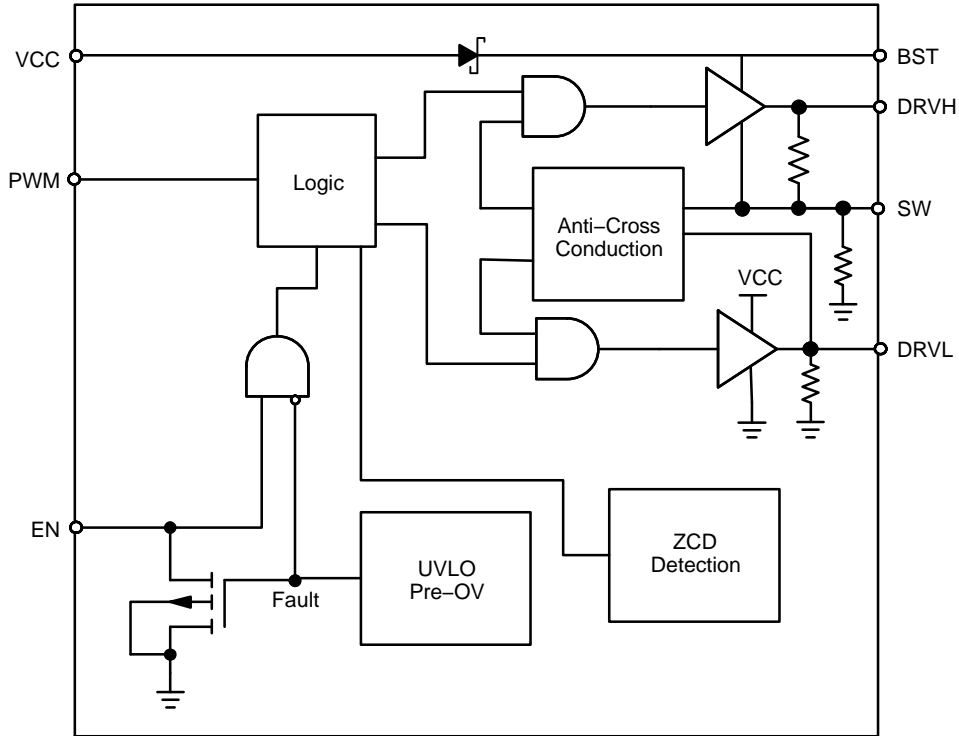 VCC
BST
DRVH
PWM
Logic
SW
Anti−Cross
Conduction
VCC
DRVL
EN
ZCD
Detection
UVLO
Pre−OV
Fault